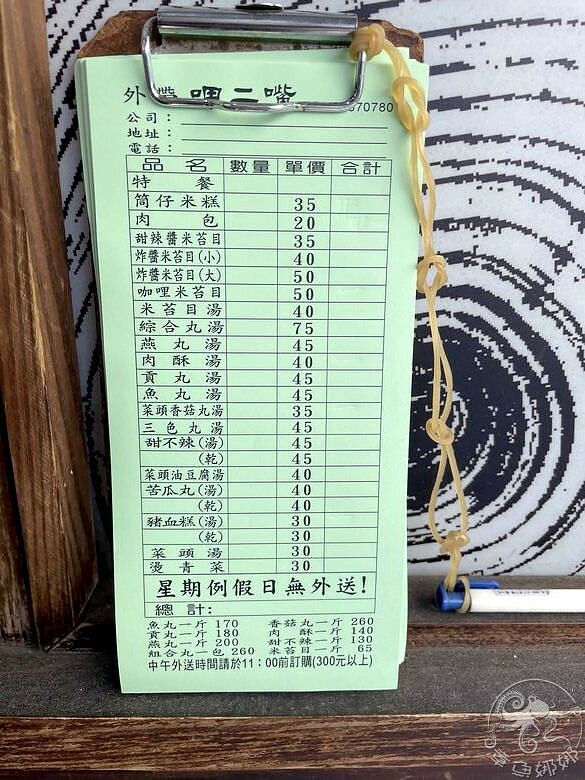 外帶 呷二嘴
70780
公司：
地址：
電話：
品名 數量 單價 合計
特餐
筒仔米糕 35
肉包 20
甜辣醬米苔目 35
炸醬米苔目(小) 40
炸醬米苔目(大) 50
咖哩米苔目 50
米苔目湯 40
綜合丸湯 75
燕丸湯 45
肉酥湯 40
貢丸湯 45
魚丸湯 45
菜頭香菇丸湯 35
三色丸湯 45
甜不辣(湯) 45
(乾) 45
菜頭油豆腐湯 40
苦瓜丸(湯) 40
(乾) 40
豬血糕(湯) 30
(乾) 30
菜頭湯 30
燙青菜 30
星期例假日無外送!
總計:
魚丸一斤 170 香菇丸一斤 260
貢丸一斤 180 肉酥一斤 140
燕丸一斤 200 甜不辣一斤 130
組合丸一包 260 米苔目一斤 65
中午外送時間請於11：00前訂購(300元以上)
章魚娜娜